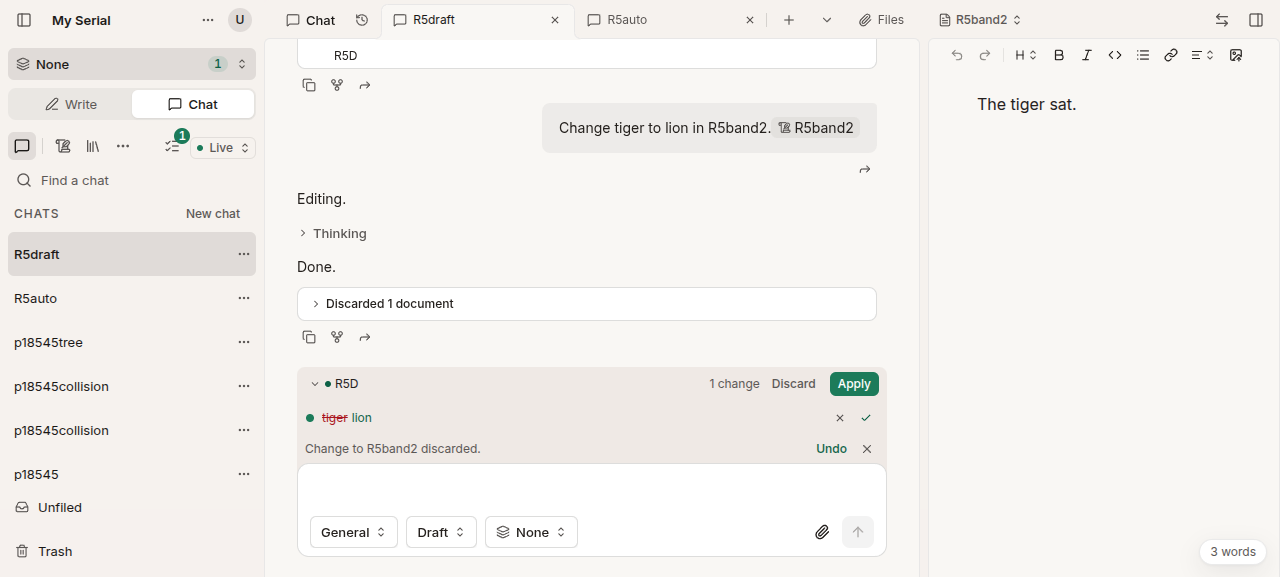 My Serial
U
Chat
R5draft
R5auto
Files
R5band2
None
1
Write
Chat
1
Live
Find a chat
CHATS
New chat
R5draft
R5auto
p18545tree
p18545collision
p18545collision
p18545
Unfiled
Trash
R5D
Change tiger to lion in R5band2. R5band2
Editing.
Thinking
Done.
Discarded 1 document
R5D
1 change
Discard
Apply
tiger lion
Change to R5band2 discarded.
Undo
General
Draft
None
H
B
I
The tiger sat.
3 words